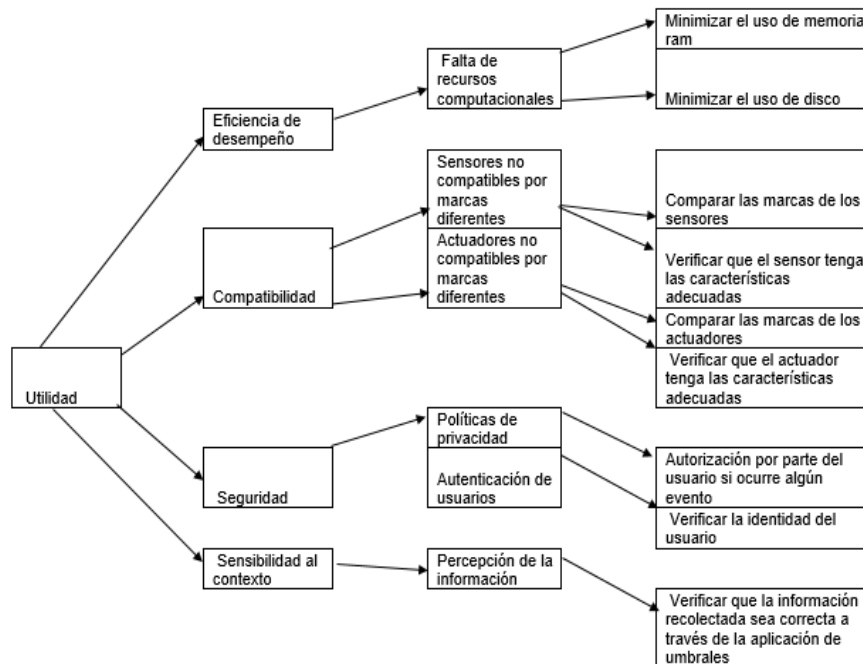 Minimizar el uso de memoria
ram
Falta de
recursos
computacionales
Minimizar el uso de disco
Eficiencia de
desempeño
Sensores no
compatibles por
marcas
diferentes
Comparar las marcas de los
sensores
Actuadores no
compatibles por
marcas
diferentes
Verificar que el sensor tenga
las características
adecuadas
Compatibilidad
Comparar las marcas de los
actuadores
Verificar que el actuador
tenga las características
adecuadas
Utilidad
Políticas de
privacidad
Autorización por parte del
usuario si ocurre algún
evento
Autenticación de
usuarios
Seguridad
Verificar la identidad del
usuario
Sensibilidad al
contexto
Percepción de la
información
Verificar que la información
recolectada sea correcta a
través de la aplicación de
umbrales